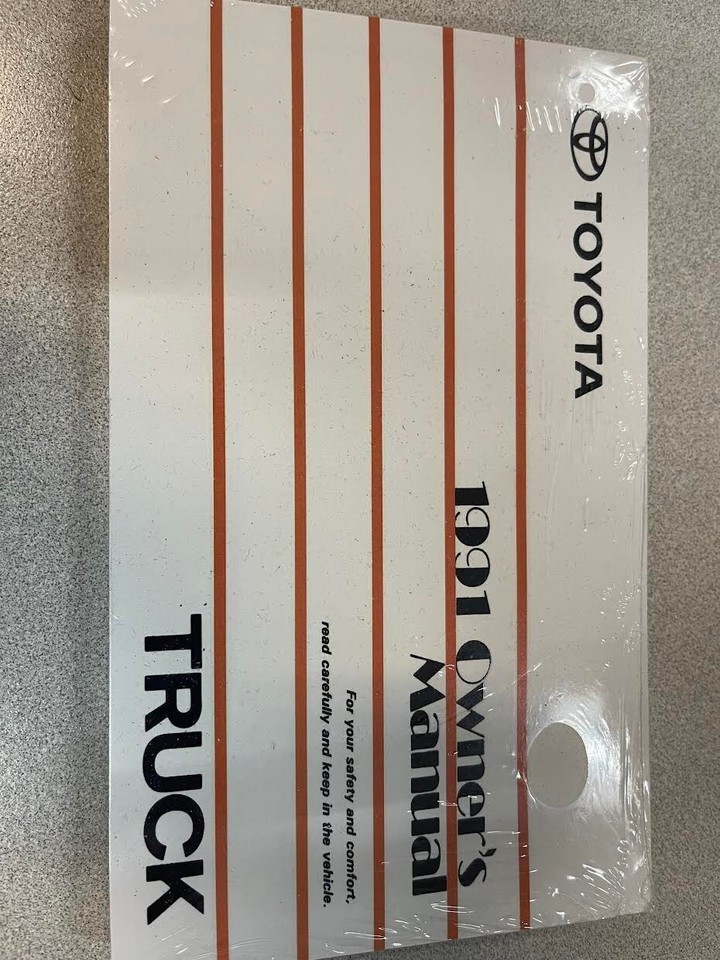 TOYOTA
1991 Owner's
Manual
For your safety and comfort,
read carefully and keep in the vehicle.
TRUCK